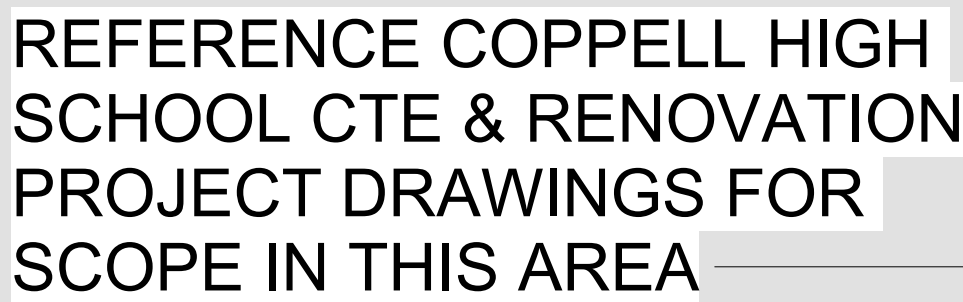 REFERENCE COPPELL HIGH
SCHOOL CTE & RENOVATION
PROJECT DRAWINGS FOR
SCOPE IN THIS AREA